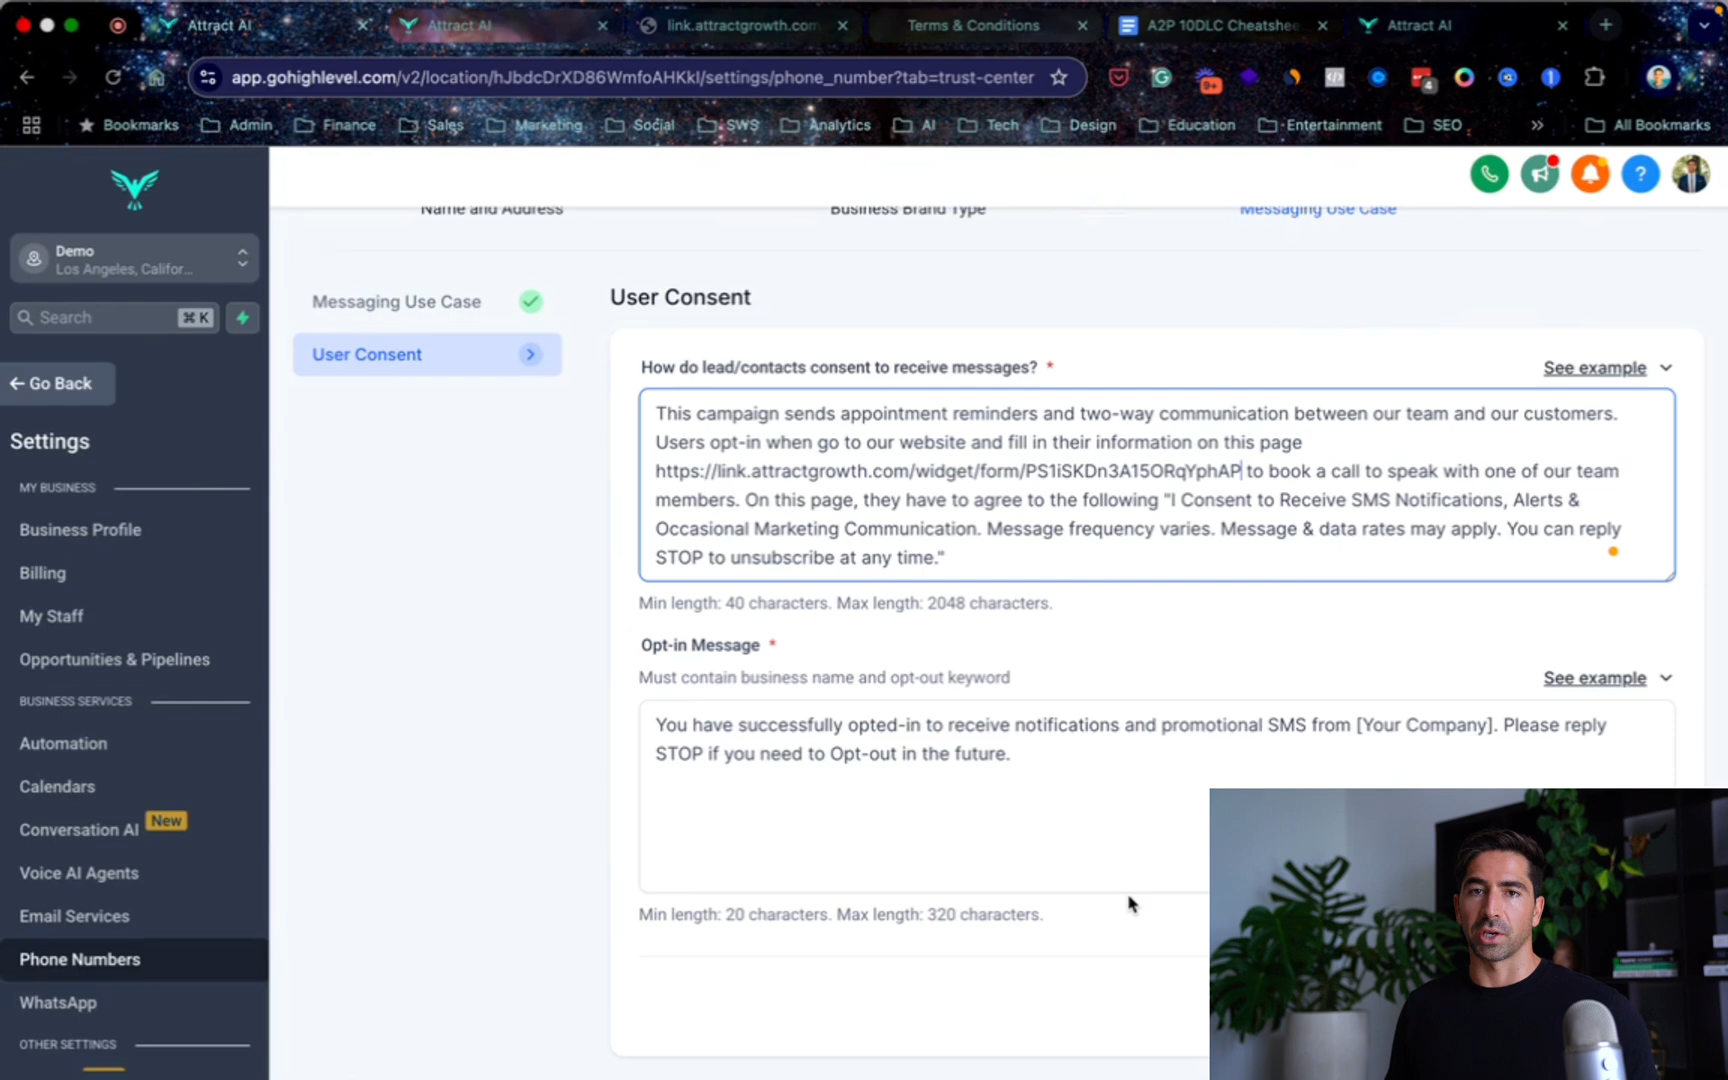 Attract AI
Attract AI
link.attractgrowth.com
Terms & Conditions
A2P 10DLC Cheatshee
Attract AI
app.gohighlevel.com/v2/location/hJbdcDrXD86WmfoAHKkl/settings/phone_number?tab=trust-center
9+
4
Bookmarks
Admin
Finance
Sales
Marketing
Social
SWS
Analytics
AI
Tech
Design
Education
Entertainment
SEO
All Bookmarks
Demo
Los Angeles, Califor...
Search
⌘ K
Go Back
Settings
MY BUSINESS
Business Profile
Billing
My Staff
Opportunities & Pipelines
BUSINESS SERVICES
Automation
Calendars
Conversation AI New
Voice AI Agents
Email Services
Phone Numbers
WhatsApp
OTHER SETTINGS
Name and Address
Business Brand Type
Messaging Use Case
Messaging Use Case
User Consent
User Consent
How do lead/contacts consent to receive messages? *
See example
This campaign sends appointment reminders and two-way communication between our team and our customers.
Users opt-in when go to our website and fill in their information on this page
https://link.attractgrowth.com/widget/form/PS1iSKDn3A15ORqYphAP to book a call to speak with one of our team
members. On this page, they have to agree to the following "I Consent to Receive SMS Notifications, Alerts &
Occasional Marketing Communication. Message frequency varies. Message & data rates may apply. You can reply
STOP to unsubscribe at any time."
Min length: 40 characters. Max length: 2048 characters.
Opt-in Message *
Must contain business name and opt-out keyword
See example
You have successfully opted-in to receive notifications and promotional SMS from [Your Company]. Please reply
STOP if you need to Opt-out in the future.
Min length: 20 characters. Max length: 320 characters.